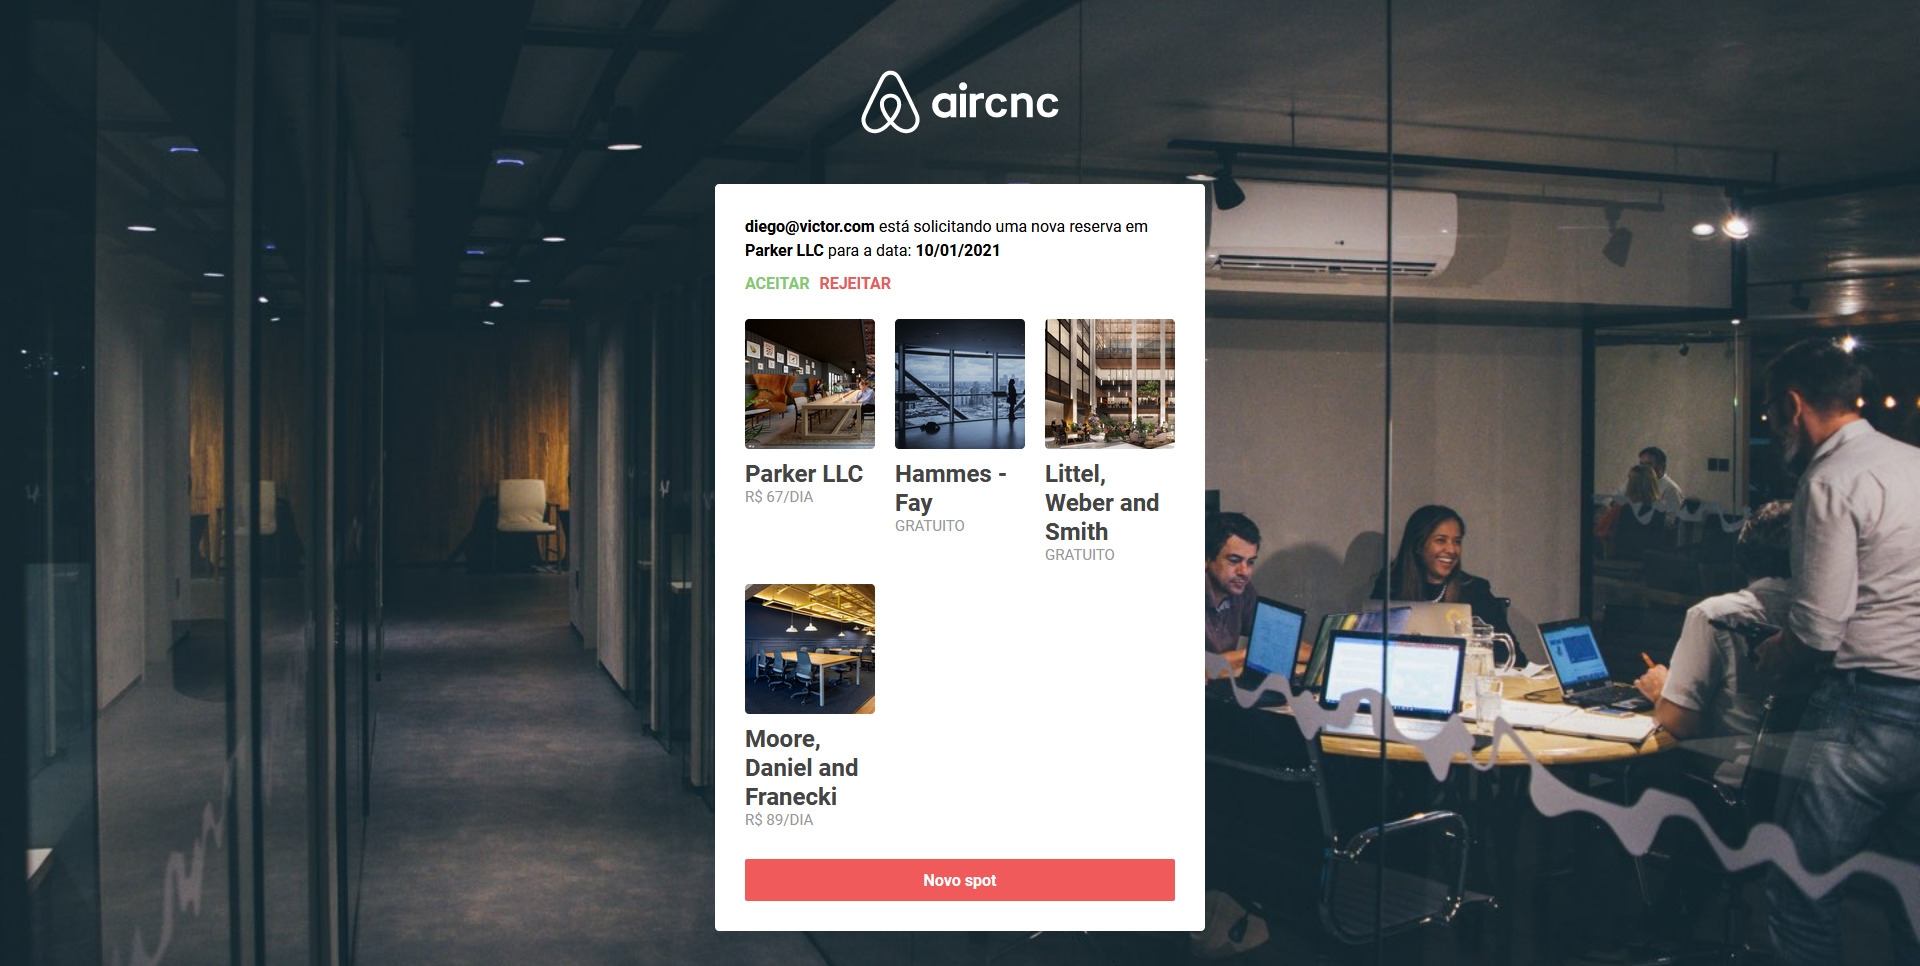 aircnc
diego@victor.com está solicitando uma nova reserva em
Parker LLC para a data: 10/01/2021
ACEITAR REJEITAR
Parker LLC
R$ 67/DIA
Hammes -
Fay
GRATUITO
Littel,
Weber and
Smith
GRATUITO
Moore,
Daniel and
Franecki
R$ 89/DIA
Novo spot